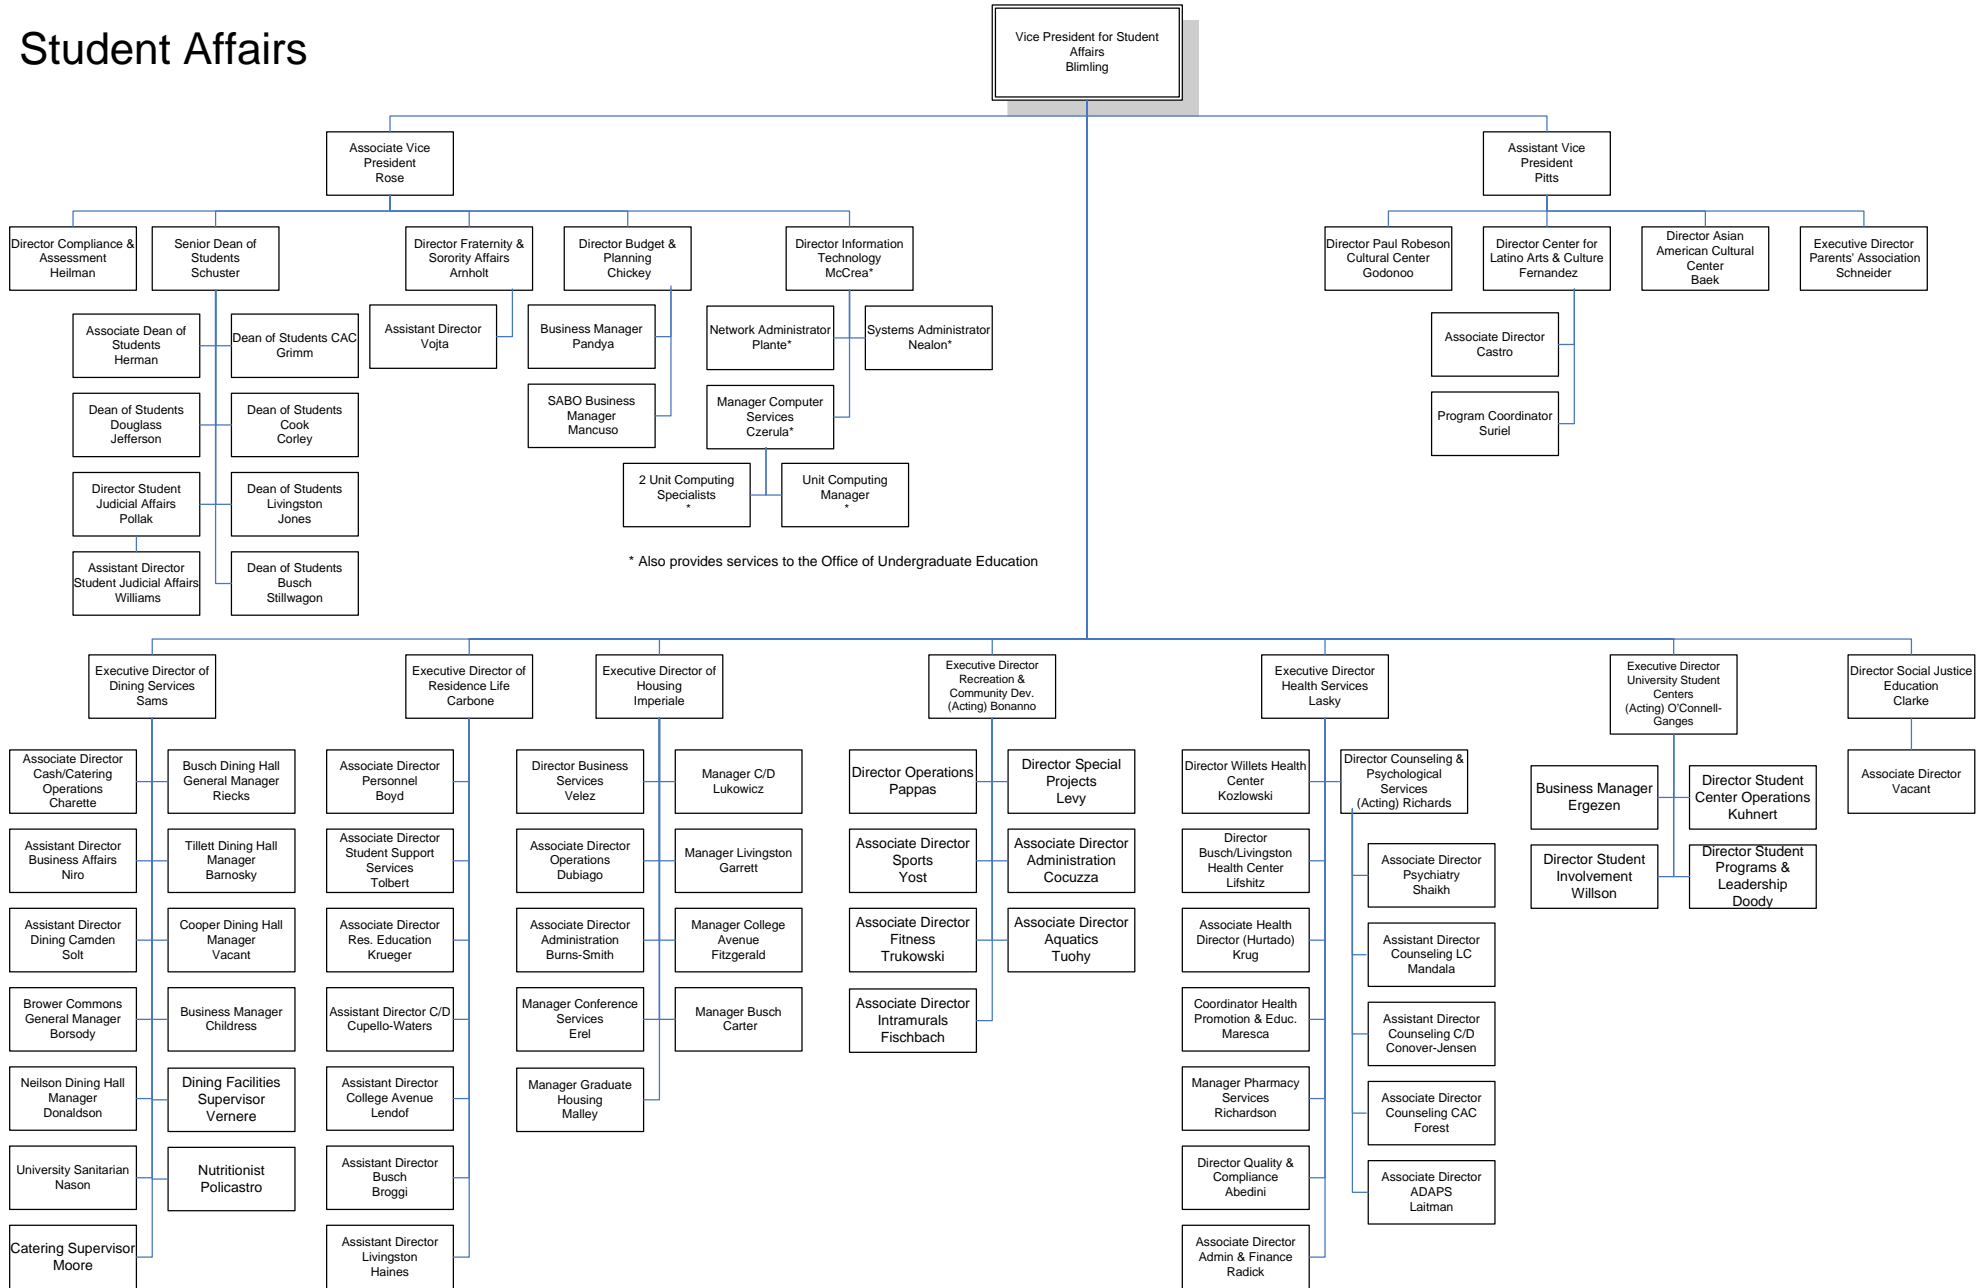 Student Affairs
Vice President for Student
Affairs
Blimling
Associate Vice
President
Rose
Assistant Vice
President
Pitts
Director Compliance &
Assessment
Heilman
Senior Dean of
Students
Schuster
Director Fraternity &
Sorority Affairs
Arnholt
Director Budget &
Planning
Chickey
Director Information
Technology
McCrea*
Director Paul Robeson
Cultural Center
Godonoo
Director Center for
Latino Arts & Culture
Fernandez
Director Asian
American Cultural
Center
Baek
Executive Director
Parents' Association
Schneider
Associate Dean of
Students
Herman
Dean of Students CAC
Grimm
Assistant Director
Vojta
Business Manager
Pandya
Network Administrator
Plante*
Systems Administrator
Nealon*
Associate Director
Castro
Dean of Students
Douglass
Jefferson
Dean of Students
Cook
Corley
SABO Business
Manager
Mancuso
Manager Computer
Services
Czerula*
Program Coordinator
Suriel
Director Student
Judicial Affairs
Pollak
Dean of Students
Livingston
Jones
2 Unit Computing
Specialists
*
Unit Computing
Manager
*
Assistant Director
Student Judicial Affairs
Williams
Dean of Students
Busch
Stillwagon
* Also provides services to the Office of Undergraduate Education
Executive Director of
Dining Services
Sams
Executive Director of
Residence Life
Carbone
Executive Director of
Housing
Imperiale
Executive Director
Recreation &
Community Dev.
(Acting) Bonanno
Executive Director
Health Services
Lasky
Executive Director
University Student
Centers
(Acting) O'Connell-
Ganges
Director Social Justice
Education
Clarke
Associate Director
Cash/Catering
Operations
Charette
Busch Dining Hall
General Manager
Riecks
Associate Director
Personnel
Boyd
Director Business
Services
Velez
Manager C/D
Lukowicz
Director Operations
Pappas
Director Special
Projects
Levy
Director Willets Health
Center
Kozlowski
Director Counseling &
Psychological
Services
(Acting) Richards
Business Manager
Ergezen
Director Student
Center Operations
Kuhnert
Associate Director
Vacant
Assistant Director
Business Affairs
Niro
Tillett Dining Hall
Manager
Barnosky
Associate Director
Student Support
Services
Tolbert
Associate Director
Operations
Dubiago
Manager Livingston
Garrett
Associate Director
Sports
Yost
Associate Director
Administration
Cocuzza
Director
Busch/Livingston
Health Center
Lifshitz
Associate Director
Psychiatry
Shaikh
Director Student
Involvement
Willson
Director Student
Programs &
Leadership
Doody
Assistant Director
Dining Camden
Solt
Cooper Dining Hall
Manager
Vacant
Associate Director
Res. Education
Krueger
Associate Director
Administration
Burns-Smith
Manager College
Avenue
Fitzgerald
Associate Director
Fitness
Trukowski
Associate Director
Aquatics
Tuohy
Associate Health
Director (Hurtado)
Krug
Assistant Director
Counseling LC
Mandala
Brower Commons
General Manager
Borsody
Business Manager
Childress
Assistant Director C/D
Cupello-Waters
Manager Conference
Services
Erel
Manager Busch
Carter
Associate Director
Intramurals
Fischbach
Coordinator Health
Promotion & Educ.
Maresca
Assistant Director
Counseling C/D
Conover-Jensen
Neilson Dining Hall
Manager
Donaldson
Dining Facilities
Supervisor
Vernere
Assistant Director
College Avenue
Lendof
Manager Graduate
Housing
Malley
Manager Pharmacy
Services
Richardson
Associate Director
Counseling CAC
Forest
University Sanitarian
Nason
Nutritionist
Policastro
Assistant Director
Busch
Broggi
Director Quality &
Compliance
Abedini
Associate Director
ADAPS
Laitman
Catering Supervisor
Moore
Assistant Director
Livingston
Haines
Associate Director
Admin & Finance
Radick